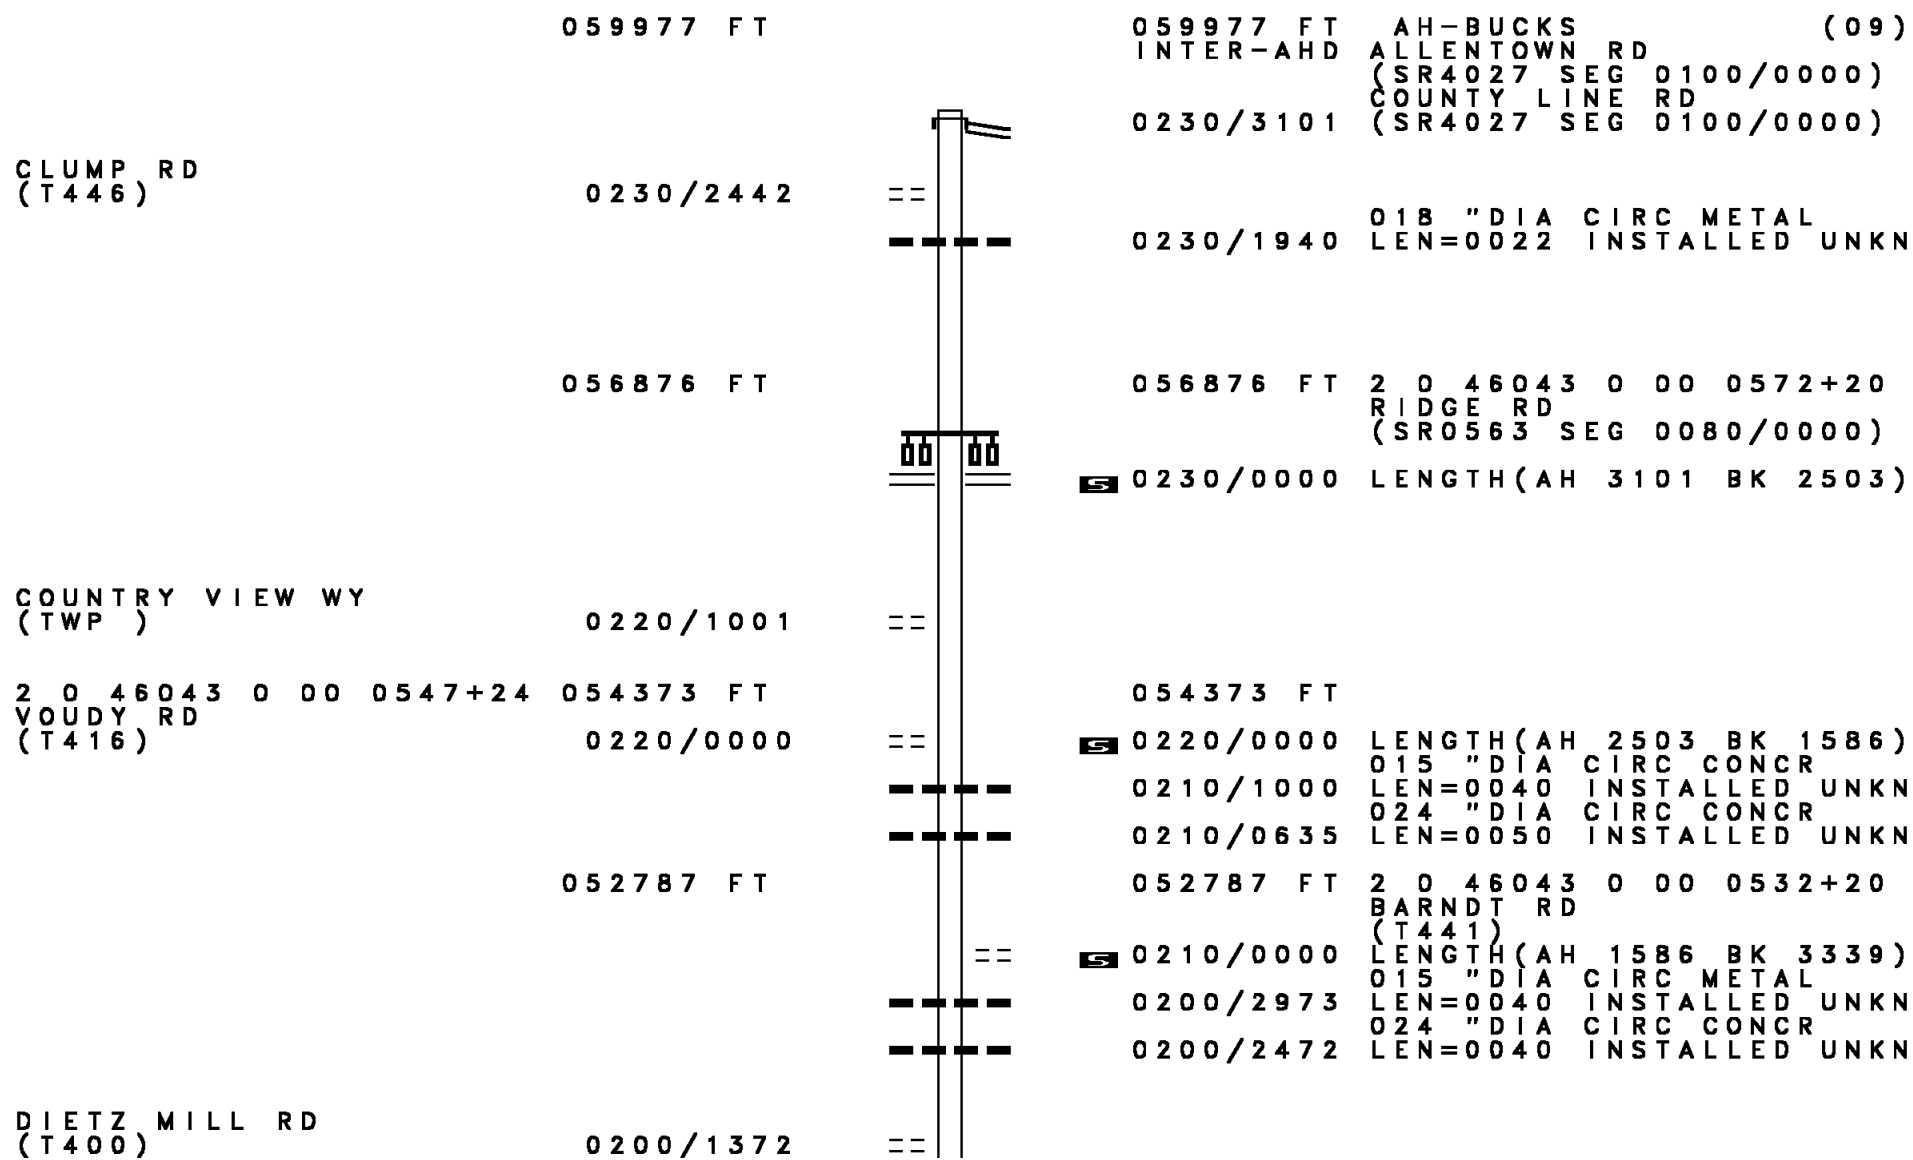 059977 FT 059977 FT AH-BUCKS (09)
INTER-AHD ALLENTOWN RD
(SR4027 SEG 0100/0000)
COUNTY LINE RD
0230/3101 (SR4027 SEG 0100/0000)
CLUMP RD
(T446) 0230/2442
018 "DIA CIRC METAL
0230/1940 LEN=0022 INSTALLED UNKN
056876 FT 056876 FT 2 0 46043 0 00 0572+20
RIDGE RD
(SR0563 SEG 0080/0000)
S 0230/0000 LENGTH(AH 3101 BK 2503)
COUNTRY VIEW WY
(TWP ) 0220/1001
2 0 46043 0 00 0547+24 054373 FT 054373 FT
VOUDY RD
(T416) 0220/0000 S 0220/0000 LENGTH(AH 2503 BK 1586)
015 "DIA CIRC CONCR
0210/1000 LEN=0040 INSTALLED UNKN
024 "DIA CIRC CONCR
0210/0635 LEN=0050 INSTALLED UNKN
052787 FT 052787 FT 2 0 46043 0 00 0532+20
BARNDT RD
(T441)
S 0210/0000 LENGTH(AH 1586 BK 3339)
015 "DIA CIRC METAL
0200/2973 LEN=0040 INSTALLED UNKN
024 "DIA CIRC CONCR
0200/2472 LEN=0040 INSTALLED UNKN
DIETZ MILL RD
(T400) 0200/1372